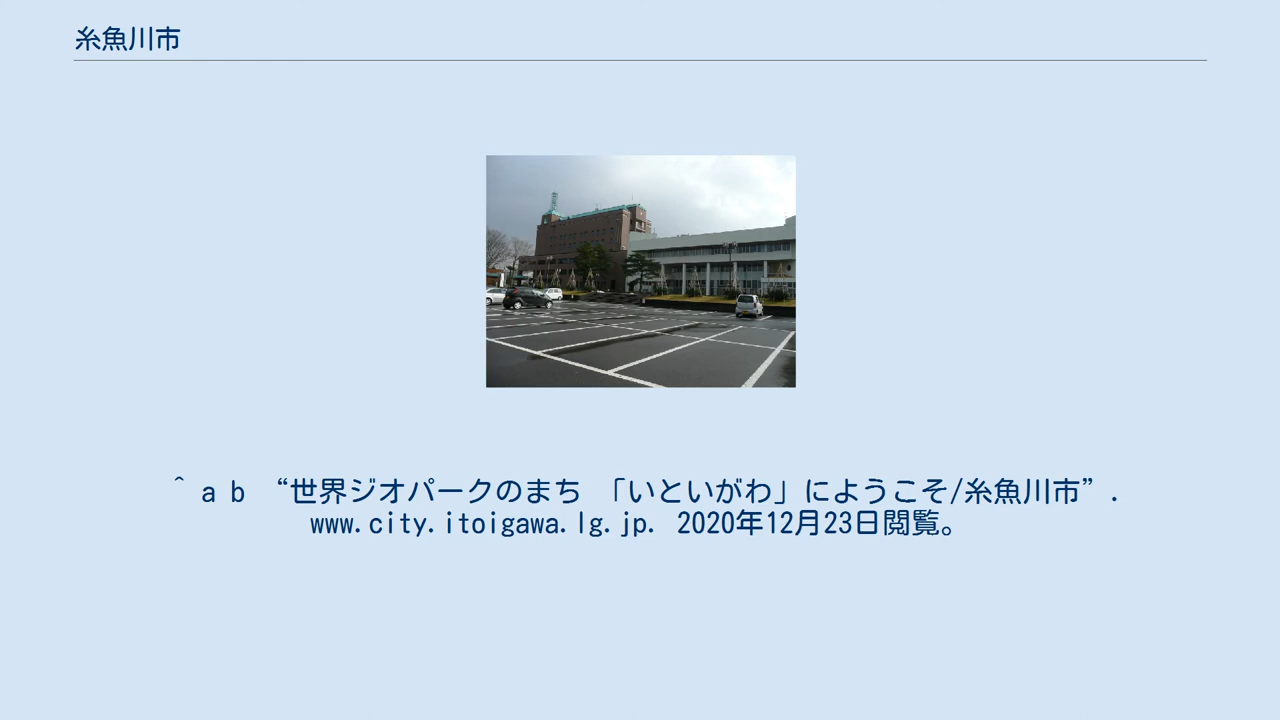 糸魚川市
^ a b “世界ジオパークのまち 「いといがわ」にようこそ/糸魚川市”.
www.city.itoigawa.lg.jp. 2020年12月23日閲覧。